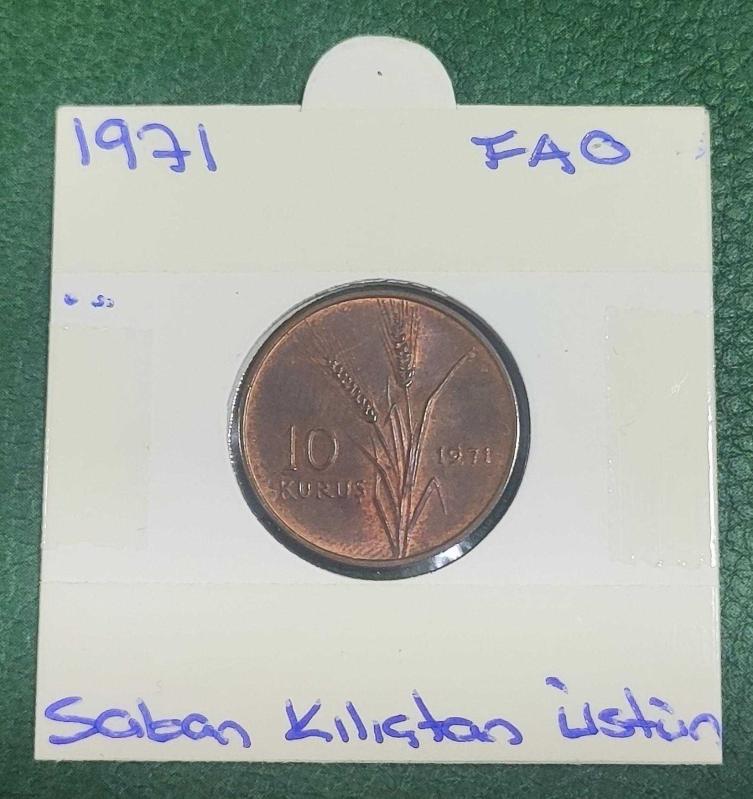 1971 FAO
10 1971
KURUŞ
Saban Kılıçtan üstün